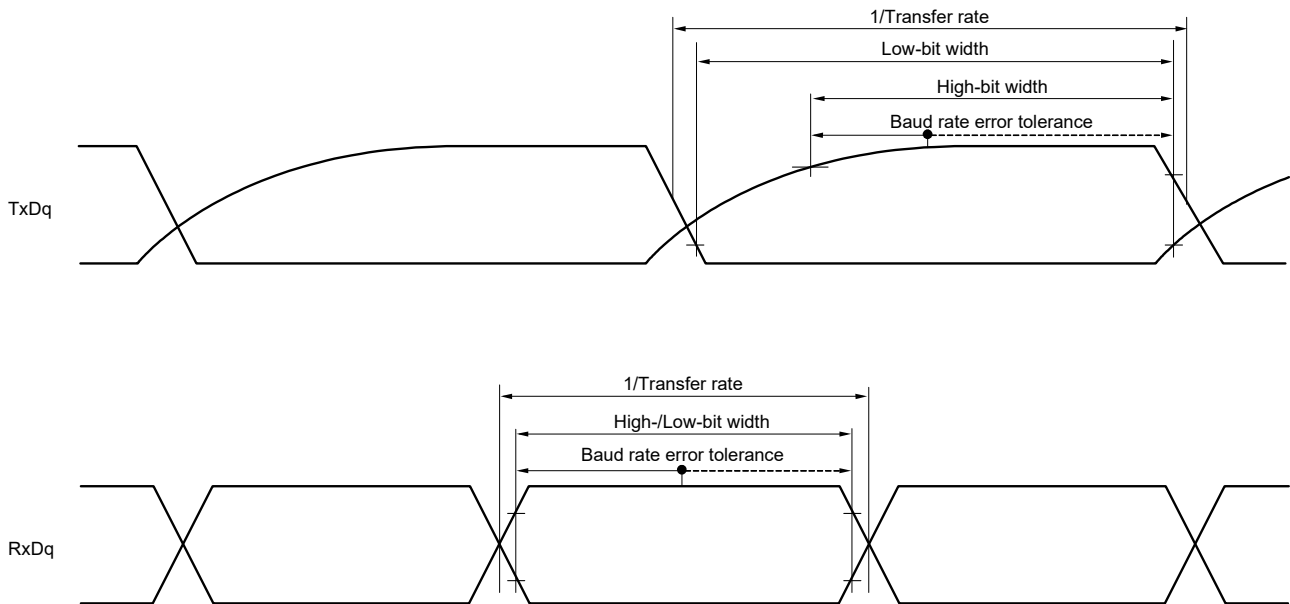 1/Transfer rate
Low-bit width
High-bit width
Baud rate error tolerance
TxDq
1/Transfer rate
High-/Low-bit width
Baud rate error tolerance
RxDq